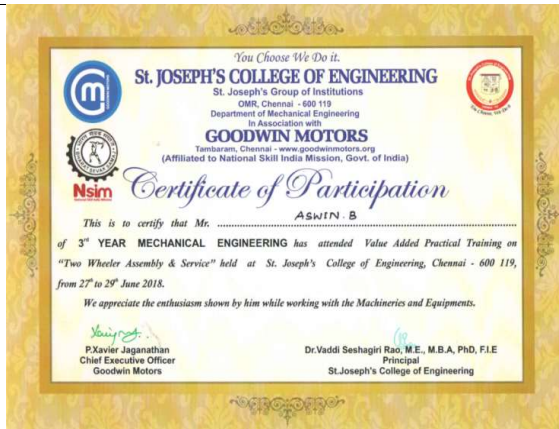 You Choose We Do it.
St. JOSEPH'S COLLEGE OF ENGINEERING
St. Joseph's Group of Institutions
OMR, Chennai - 600 119
Department of Mechanical Engineering
In Association with
GOODWIN MOTORS
Tambaram, Chennai - www.goodwinmotors.org
(Affiliated to National Skill India Mission, Govt. of India)
Nsim
Certificate of Participation
This is to certify that Mr. ASWIN. B
of 3rd YEAR MECHANICAL ENGINEERING has attended Value Added Practical Training on
"Two Wheeler Assembly & Service" held at St. Joseph's College of Engineering, Chennai - 600 119,
from 27th to 29th June 2018.
We appreciate the enthusiasm shown by him while working with the Machineries and Equipments.
P.Xavier Jaganathan
Chief Executive Officer
Goodwin Motors
Dr.Vaddi Seshagiri Rao, M.E., M.B.A, PhD, F.I.E
Principal
St.Joseph's College of Engineering